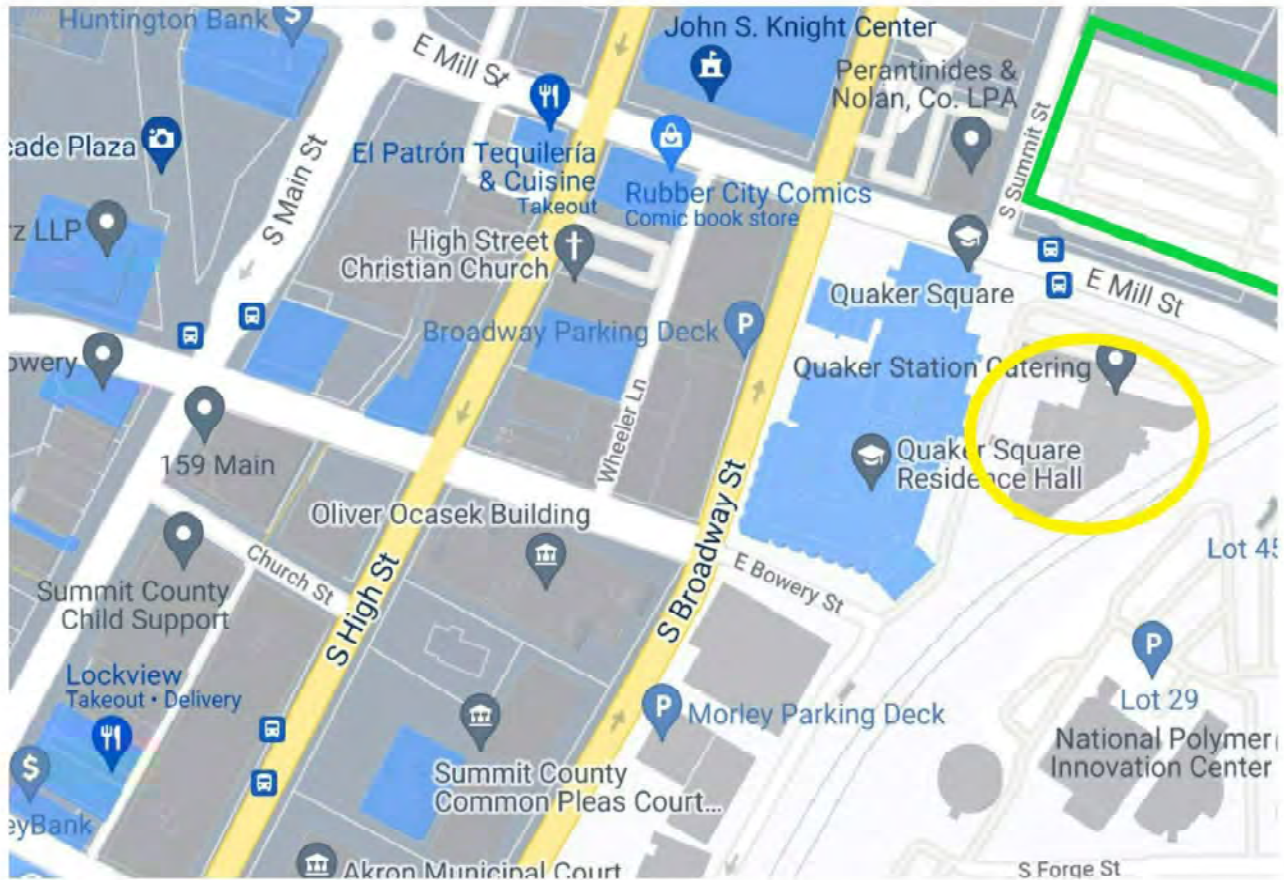 Huntington Bank
$
E Mill St
John S. Knight Center
Perantinides &
Nolan, Co. LPA
S Summit St
cade Plaza
S Main St
El Patrón Tequilería
& Cuisine
Takeout
Rubber City Comics
Comic book store
z LLP
High Street
Christian Church
Quaker Square
E Mill St
Broadway Parking Deck
P
Quaker Station Catering
owery
Wheeler Ln
159 Main
Quaker Square
Residence Hall
Oliver Ocasek Building
S Broadway St
E Bowery St
Lot 45
Church St
Summit County
Child Support
S High St
P
Lot 29
Lockview
Takeout • Delivery
P
Morley Parking Deck
National Polymer
Innovation Center
$
Summit County
Common Pleas Court...
eyBank
Akron Municipal Court
S Forge St